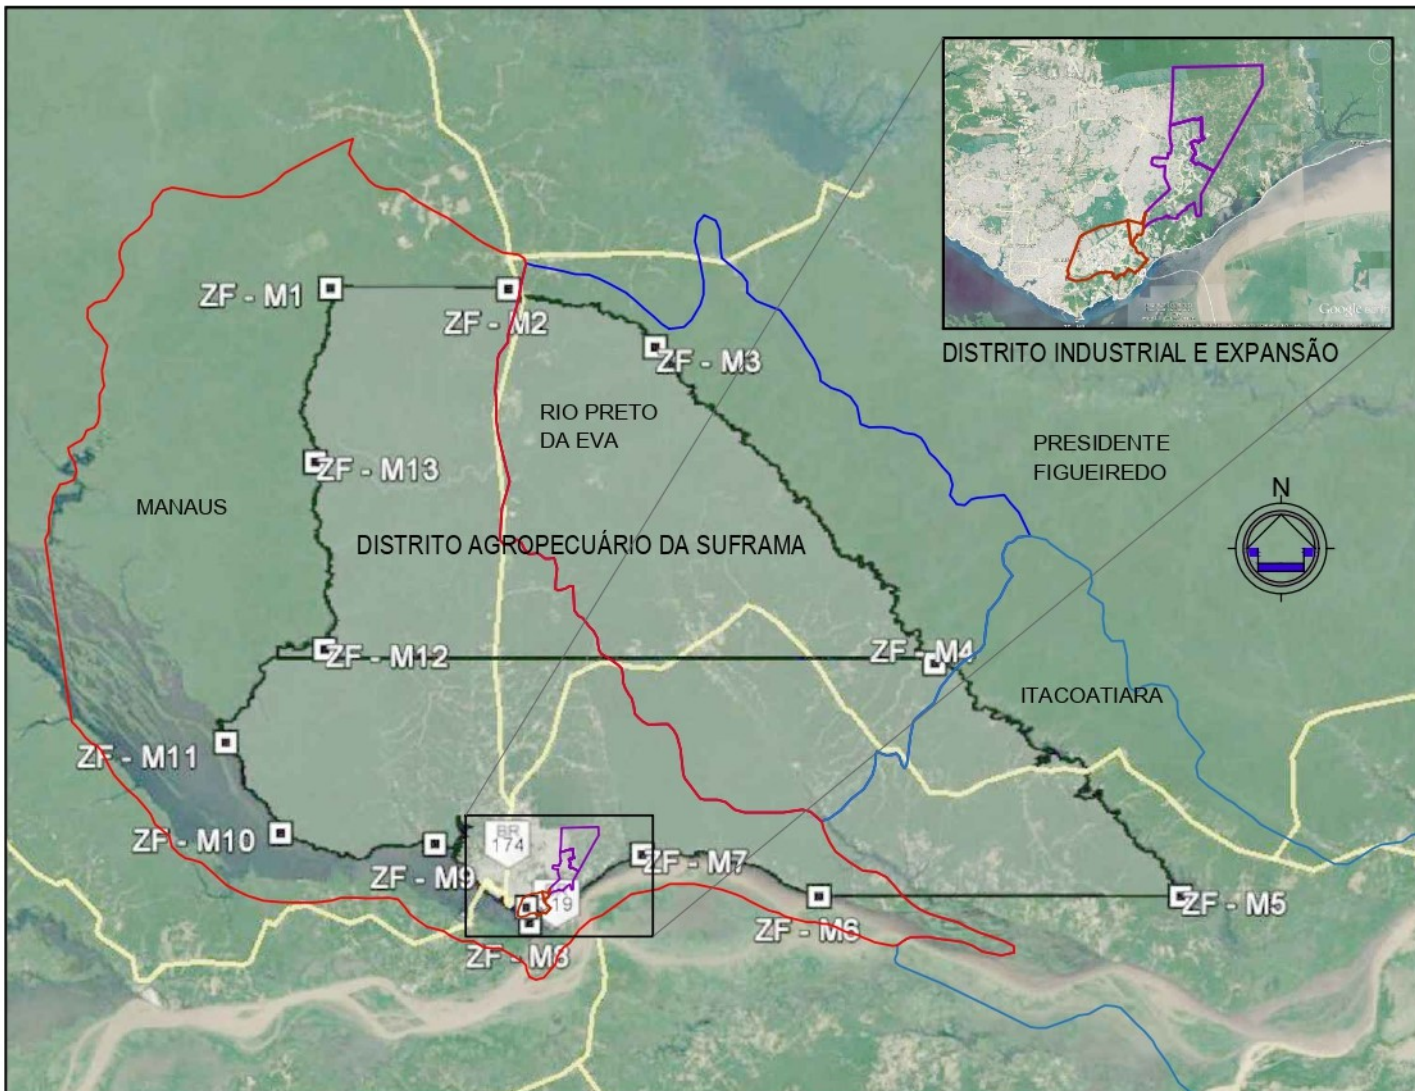 DISTRITO INDUSTRIAL E EXPANSÃO
Google
N
ZF - M1
ZF - M2
ZF - M3
RIO PRETO
DA EVA
PRESIDENTE
FIGUEIREDO
ZF - M13
MANAUS
DISTRITO AGROPECUÁRIO DA SUFRAMA
ZF - M12
ZF - M4
ITACOATIARA
ZF - M11
ZF - M10
BR
174
ZF - M9
ZF - M7
19
ZF - M6
ZF - M5
ZF - M8